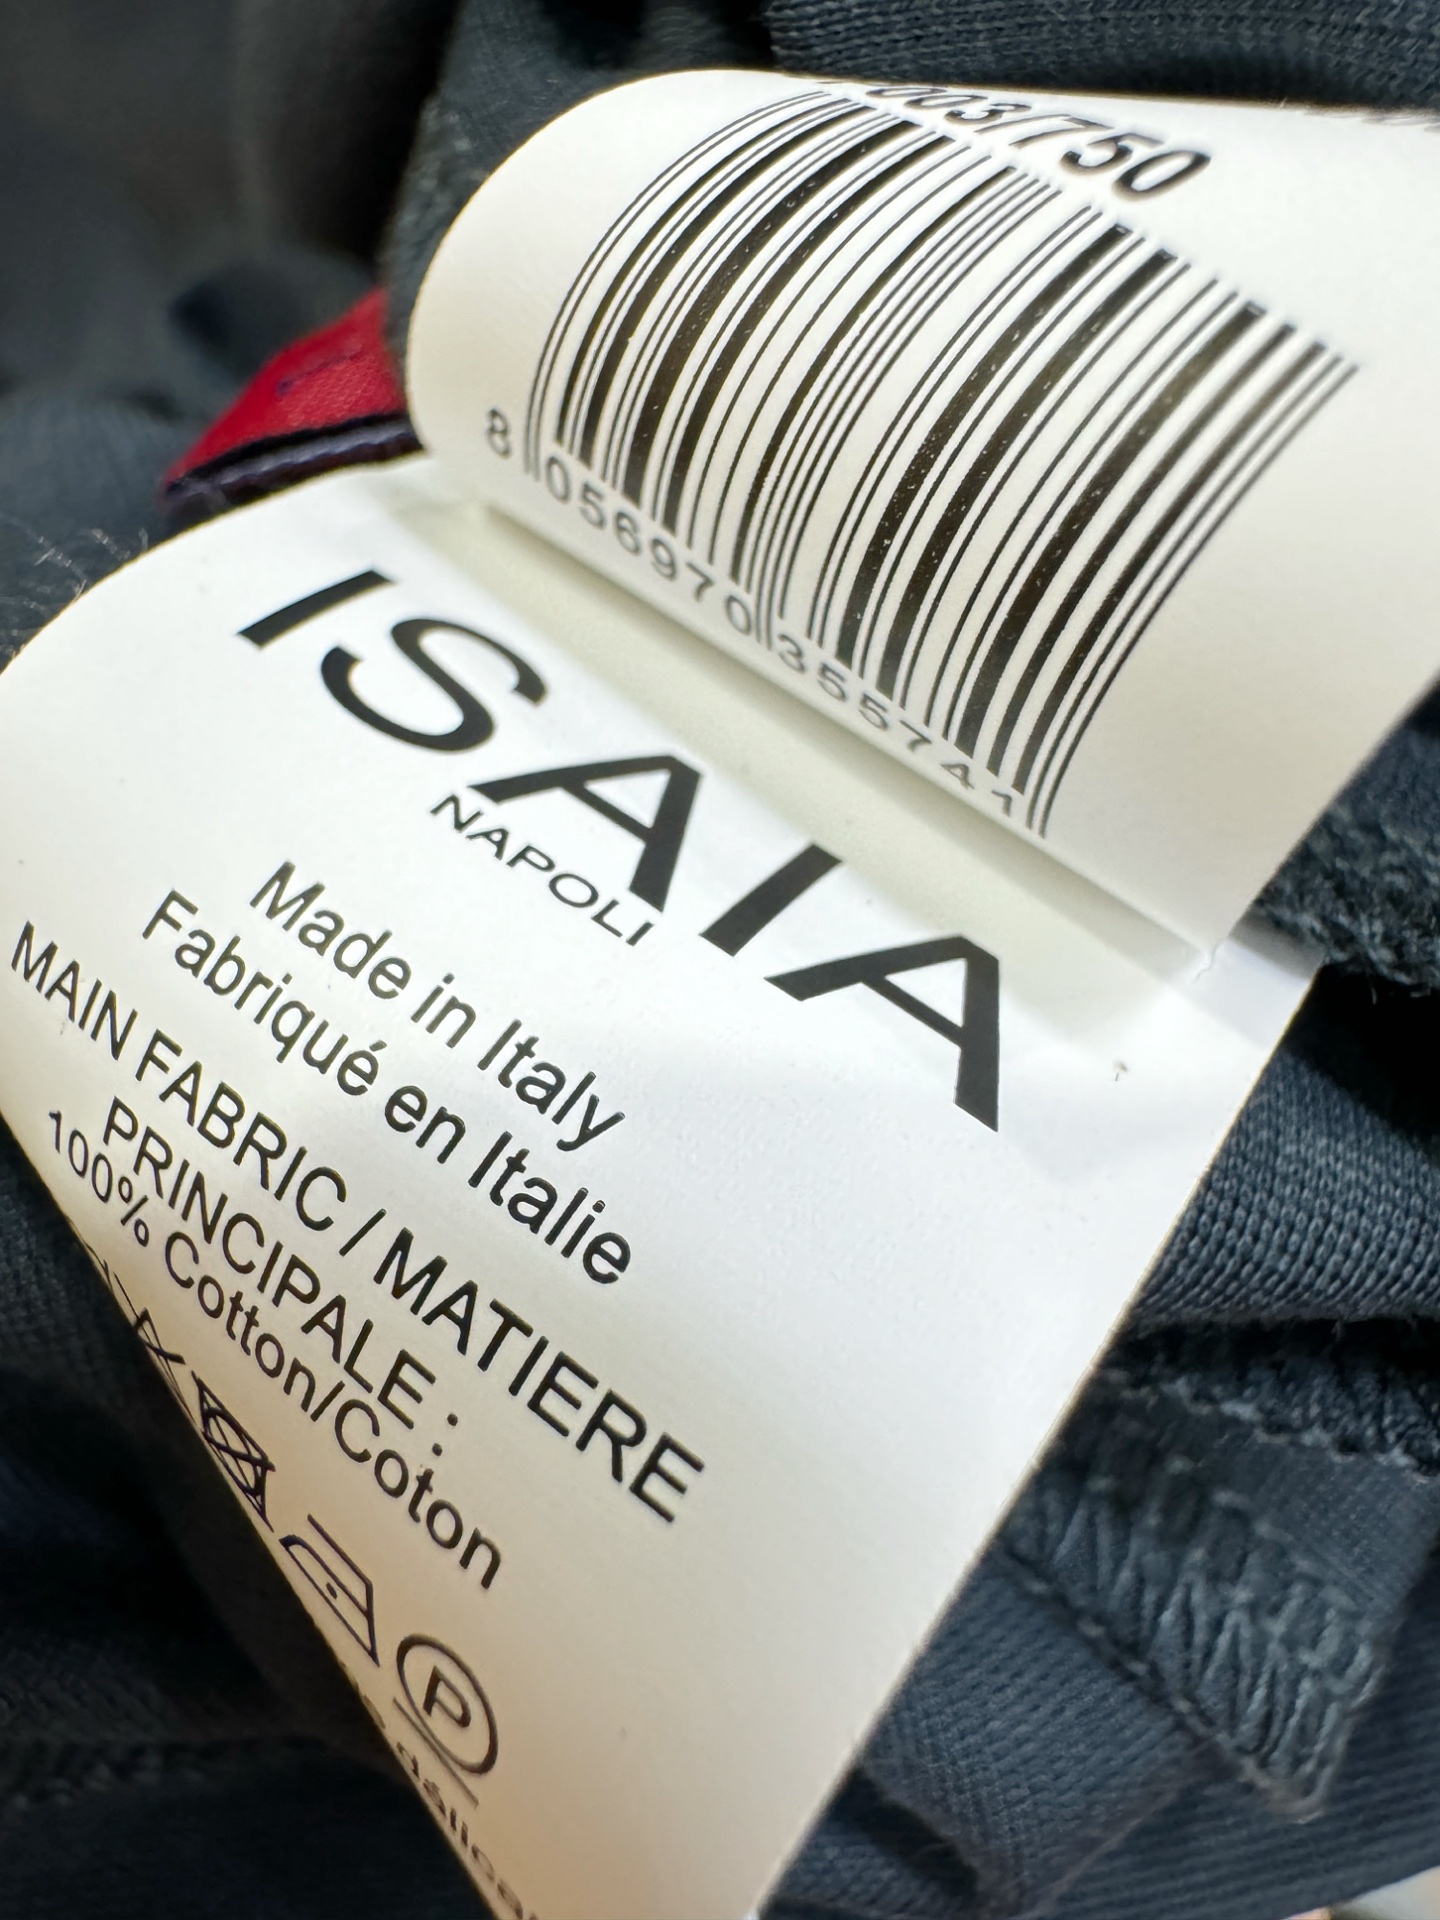 003/750
8 056970 355741
ISAIA
NAPOLI
Made in Italy
Fabriqué en Italie
MAIN FABRIC / MATIERE
PRINCIPALE :
100% Cotton/Coton
P